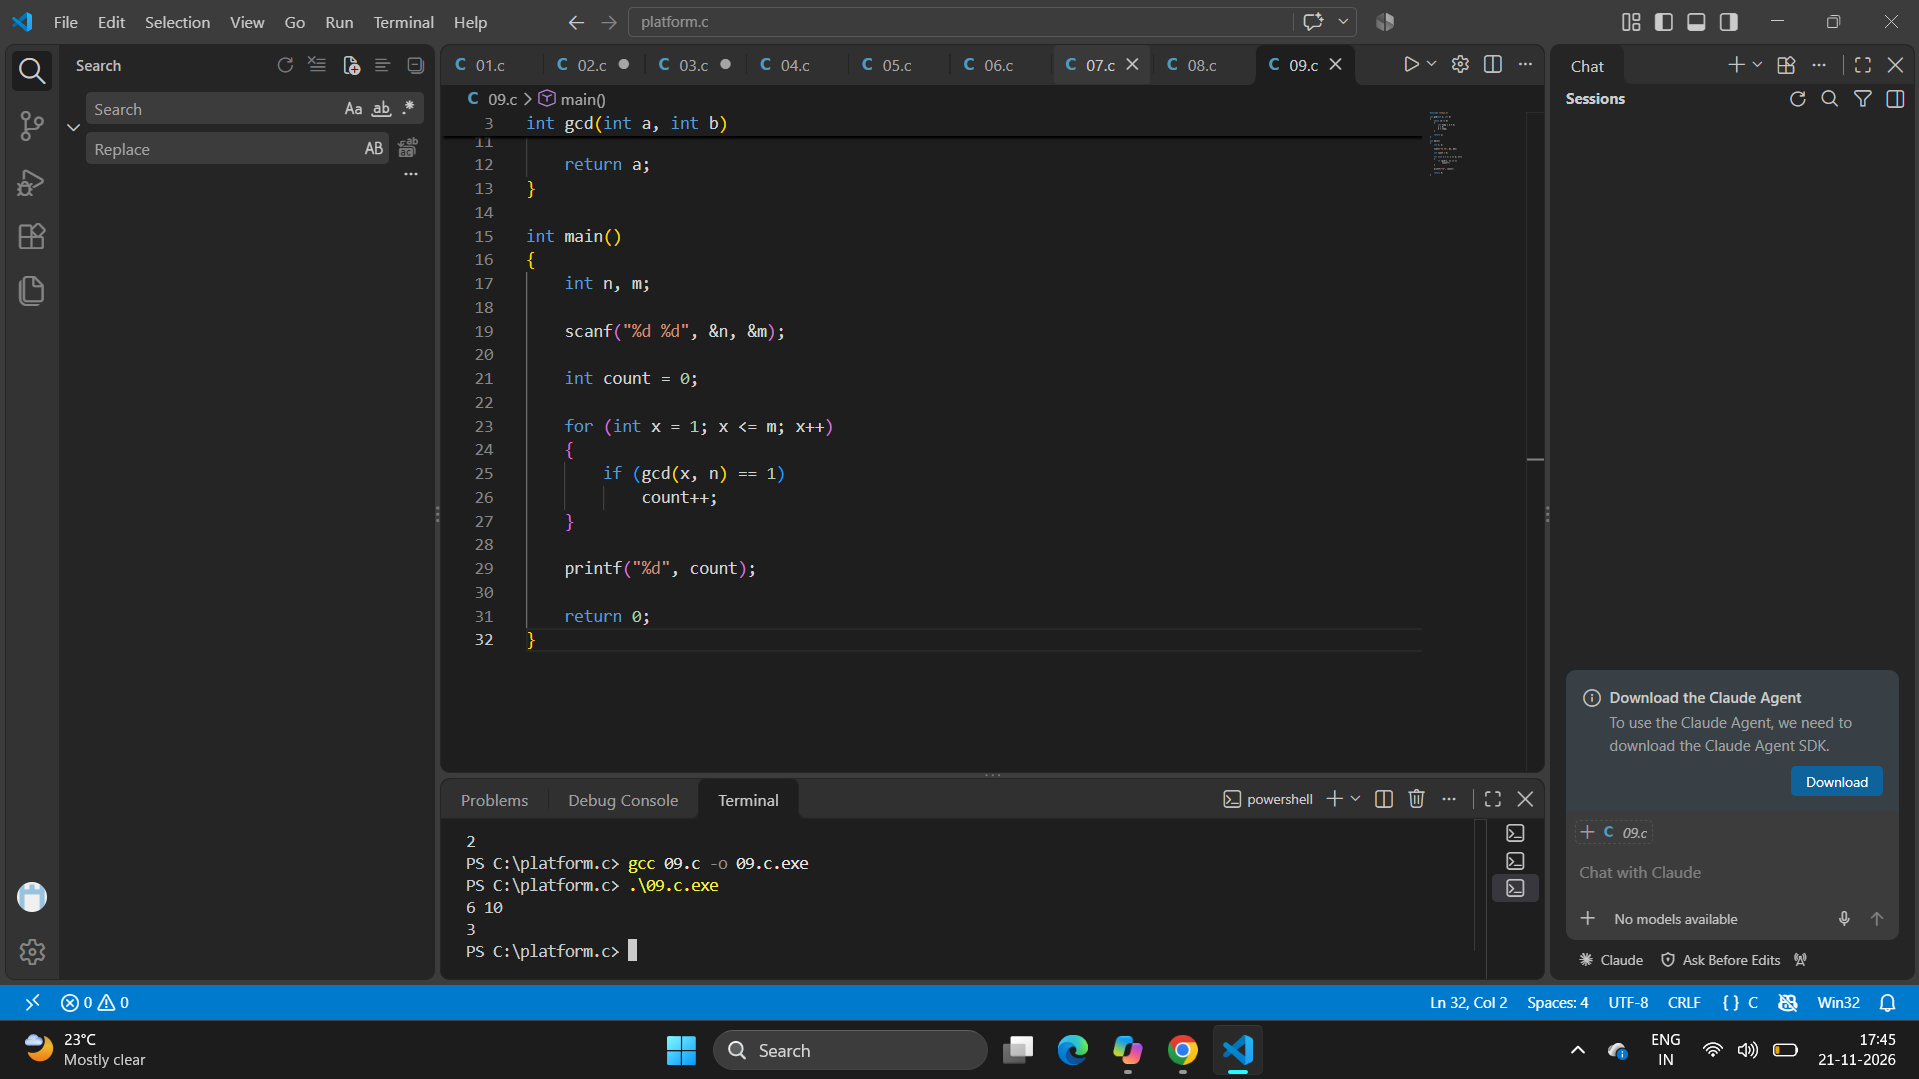 File Edit Selection View Go Run Terminal Help
platform.c
Search
Search
Aa ab .*
Replace
AB
01.c
02.c
03.c
04.c
05.c
06.c
07.c
08.c
09.c
09.c > main()
3 int gcd(int a, int b)
11
12 return a;
13 }
14
15 int main()
16 {
17 int n, m;
18
19 scanf("%d %d", &n, &m);
20
21 int count = 0;
22
23 for (int x = 1; x <= m; x++)
24 {
25 if (gcd(x, n) == 1)
26 count++;
27 }
28
29 printf("%d", count);
30
31 return 0;
32 }
Problems Debug Console Terminal
powershell
2
PS C:\platform.c> gcc 09.c -o 09.c.exe
PS C:\platform.c> .\09.c.exe
6 10
3
PS C:\platform.c>
Chat
Sessions
Download the Claude Agent
To use the Claude Agent, we need to
download the Claude Agent SDK.
Download
09.c
Chat with Claude
No models available
Claude Ask Before Edits
0 0
Ln 32, Col 2 Spaces: 4 UTF-8 CRLF {} C Win32
23°C
Mostly clear
Search
ENG
IN
17:45
21-11-2026